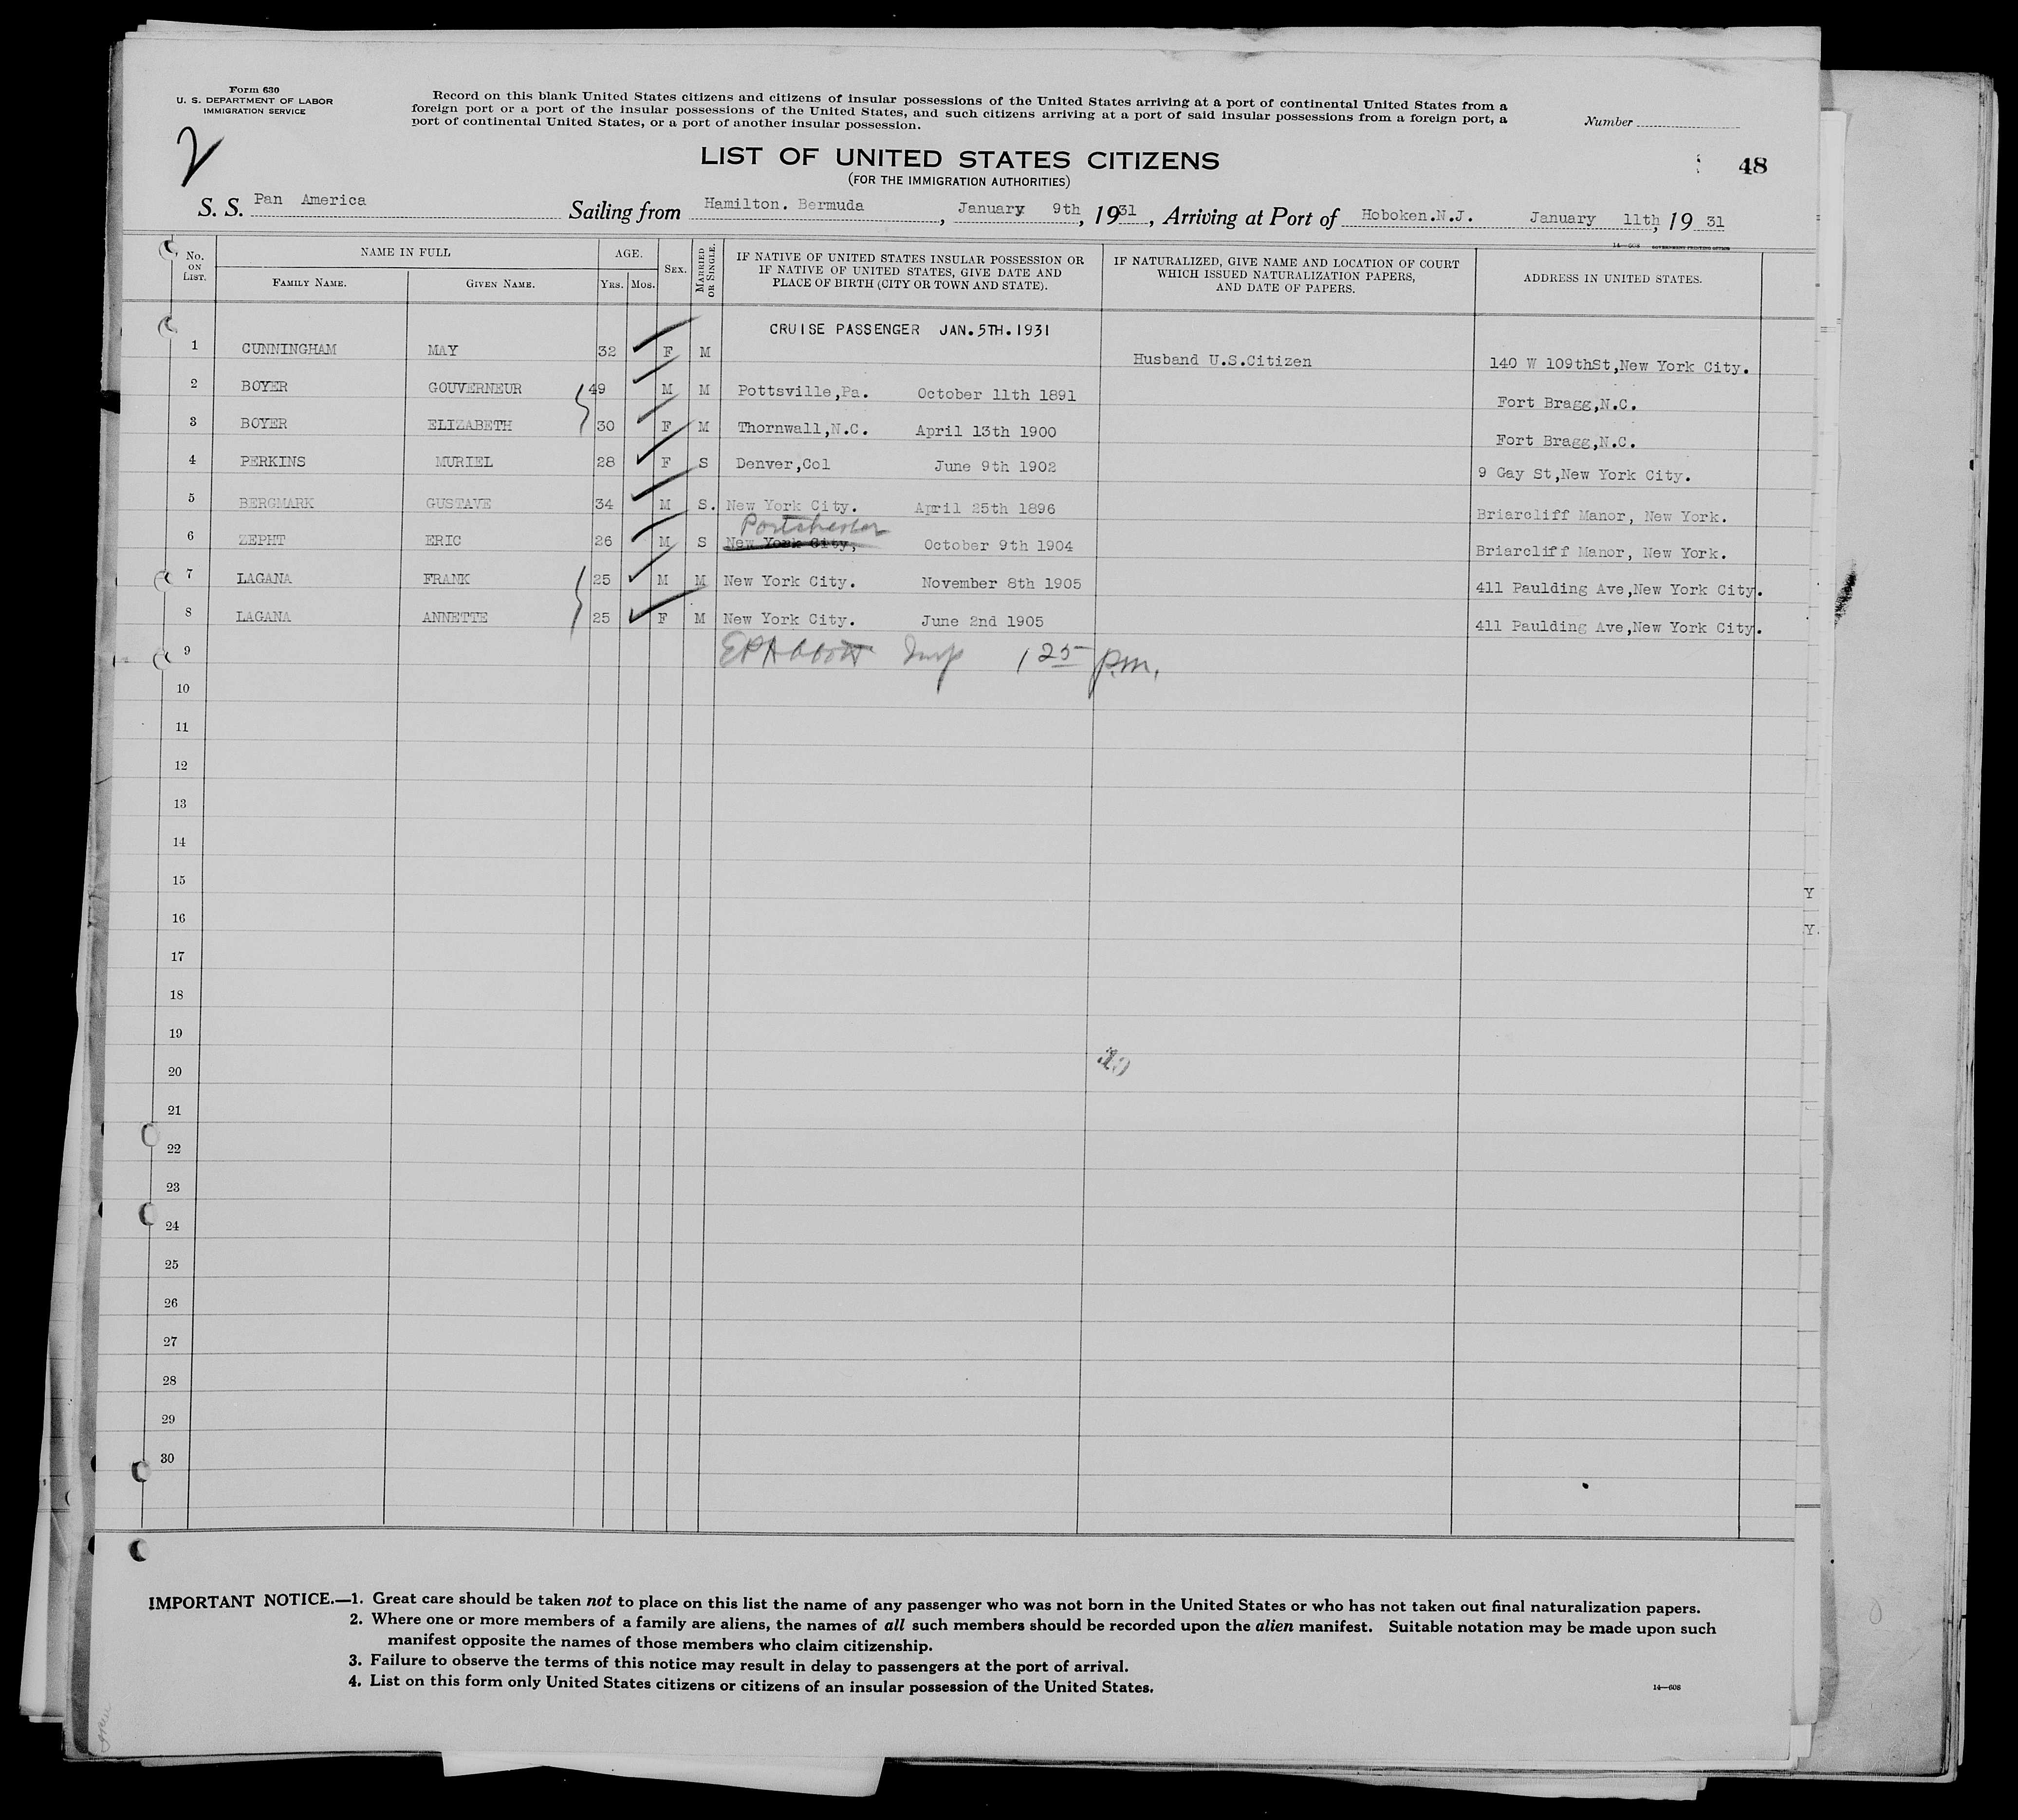 Form 630
U. S. DEPARTMENT OF LABOR
IMMIGRATION SERVICE
Record on this blank United States citizens and citizens of insular possessions of the United States arriving at a port of continental United States from a
foreign port or a port of the insular possessions of the United States, and such citizens arriving at a port of said insular possessions from a foreign port, a
port of continental United States, or a port of another insular possession.
Number
2
LIST OF UNITED STATES CITIZENS
(FOR THE IMMIGRATION AUTHORITIES)
48
S. S. Pan America Sailing from Hamilton. Bermuda, January 9th, 1931, Arriving at Port of Hoboken.N.J. January 11th, 19 31
14—608 GOVERNMENT PRINTING OFFICE
No. ON LIST. NAME IN FULL FAMILY NAME. GIVEN NAME. AGE. YRS. MOS. SEX. MARRIED OR SINGLE. IF NATIVE OF UNITED STATES INSULAR POSSESSION OR IF NATIVE OF UNITED STATES, GIVE DATE AND PLACE OF BIRTH (CITY OR TOWN AND STATE). IF NATURALIZED, GIVE NAME AND LOCATION OF COURT WHICH ISSUED NATURALIZATION PAPERS, AND DATE OF PAPERS. ADDRESS IN UNITED STATES.
CRUISE PASSENGER JAN.5TH.1931
1 CUNNINGHAM MAY 32 F M Husband U.S.Citizen 140 W 109thSt,New York City.
2 BOYER GOUVERNEUR 49 M M Pottsville,Pa. October 11th 1891 Fort Bragg,N.C.
3 BOYER ELIZABETH 30 F M Thornwall,N.C. April 13th 1900 Fort Bragg,N.C.
4 PERKINS MURIEL 28 F S Denver,Col June 9th 1902 9 Gay St,New York City.
5 BERGMARK GUSTAVE 34 M S. New York City. April 25th 1896 Briarcliff Manor, New York.
Portchester
6 ZEPHT ERIC 26 M S New York City, October 9th 1904 Briarcliff Manor, New York.
7 LAGANA FRANK 25 M M New York City. November 8th 1905 411 Paulding Ave,New York City.
8 LAGANA ANNETTE 25 F M New York City. June 2nd 1905 411 Paulding Ave,New York City.
9 EPAbbott Insp 1 25 p.m.
10
11
12
13
14
15
16
17
18
19
20
21
22
23
24
25
26
27
28
29
30
Y
Y.
IMPORTANT NOTICE.—1. Great care should be taken not to place on this list the name of any passenger who was not born in the United States or who has not taken out final naturalization papers.
2. Where one or more members of a family are aliens, the names of all such members should be recorded upon the alien manifest. Suitable notation may be made upon such
manifest opposite the names of those members who claim citizenship.
3. Failure to observe the terms of this notice may result in delay to passengers at the port of arrival.
4. List on this form only United States citizens or citizens of an insular possession of the United States.
14—608